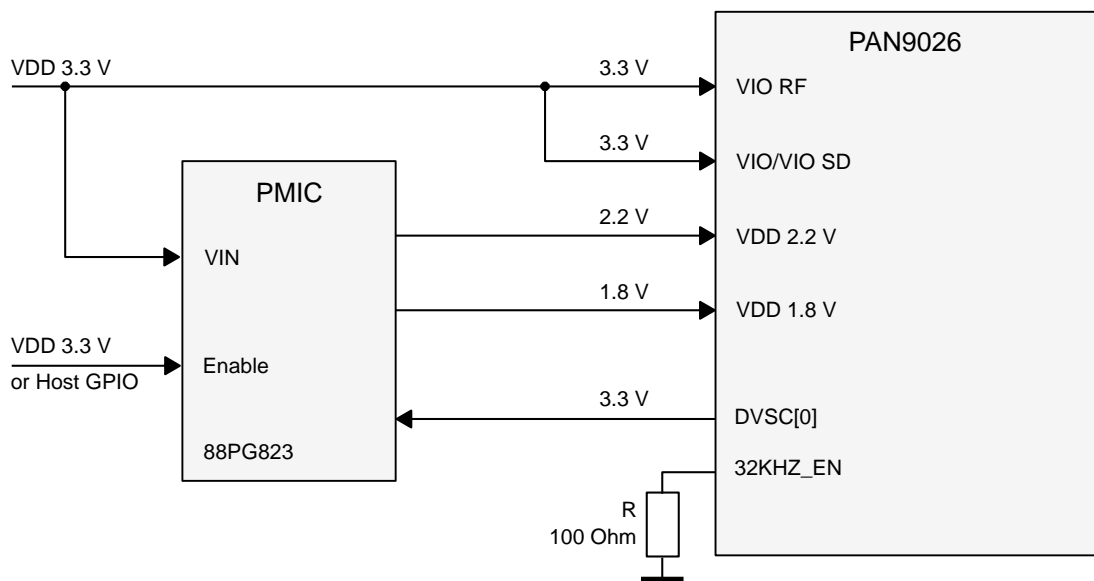 PAN9026
VDD 3.3 V
3.3 V
VIO RF
3.3 V
VIO/VIO SD
PMIC
2.2 V
VDD 2.2 V
VIN
1.8 V
VDD 1.8 V
VDD 3.3 V
or Host GPIO
Enable
3.3 V
DVSC[0]
88PG823
32KHZ_EN
R
100 Ohm